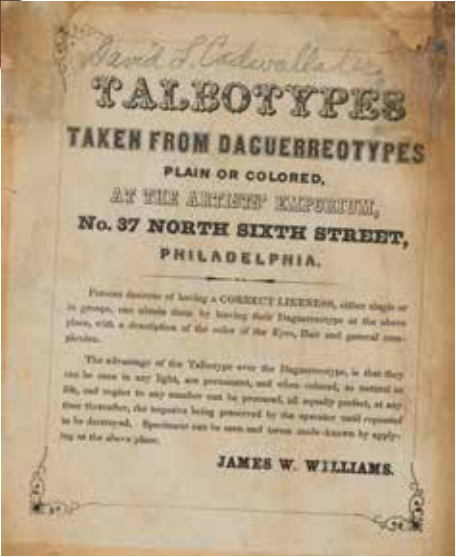 David L. Cadwallader
TALBOTYPES
TAKEN FROM DAGUERREOTYPES
PLAIN OR COLORED,
AT THE ARTISTS' EMPORIUM,
No. 37 NORTH SIXTH STREET,
PHILADELPHIA.
Persons desirous of having a CORRECT LIKENESS, either single or
in groups, can obtain them by having their Daguerreotype at the above
place, with a description of the color of the Eyes, Hair and general com-
plexion.
The advantage of the Talbotype over the Daguerreotype, is that they
can be seen in any light, are permanent, and when colored, as natural as
life, and copies to any number can be procured, all equally perfect, at any
time thereafter, the negative being preserved by the operator until requested
to be destroyed. Specimens can be seen and terms made known by apply-
ing at the above place.
JAMES W. WILLIAMS.